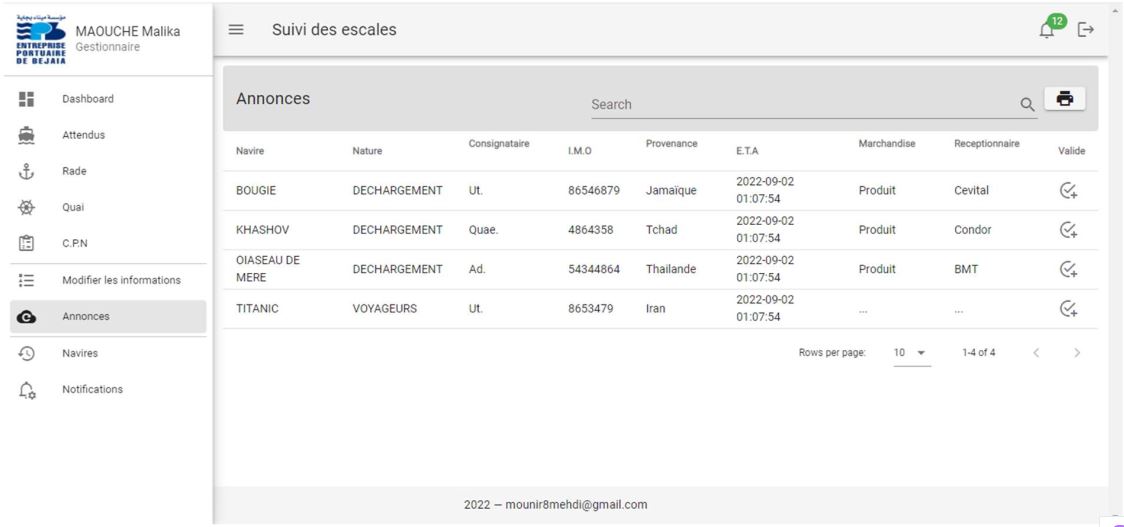 مؤسسة ميناء بجاية
ENTREPRISE
PORTUAIRE
DE BEJAIA
MAOUCHE Malika
Gestionnaire
Suivi des escales
12
Dashboard
Attendus
Rade
Quai
C.P.N
Modifier les informations
Annonces
Navires
Notifications
Annonces
Search
Navire Nature Consignataire I.M.O Provenance E.T.A Marchandise Receptionnaire Valide
BOUGIE DECHARGEMENT Ut. 86546879 Jamaïque 2022-09-02 01:07:54 Produit Cevital
KHASHOV DECHARGEMENT Quae. 4864358 Tchad 2022-09-02 01:07:54 Produit Condor
OIASEAU DE MERE DECHARGEMENT Ad. 54344864 Thaïlande 2022-09-02 01:07:54 Produit BMT
TITANIC VOYAGEURS Ut. 8653479 Iran 2022-09-02 01:07:54 ... ...
Rows per page: 10 1-4 of 4
2022 — mounir8mehdi@gmail.com